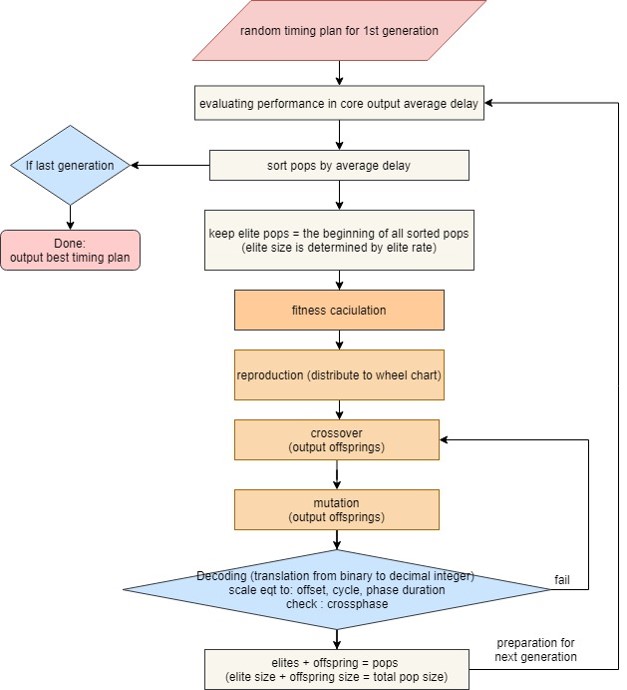 random timing plan for 1st generation
evaluating performance in core output average delay
If last generation
sort pops by average delay
Done:
output best timing plan
keep elite pops = the beginning of all sorted pops
(elite size is determined by elite rate)
fitness caciulation
reproduction (distribute to wheel chart)
crossover
(output offsprings)
mutation
(output offsprings)
Decoding (translation from binary to decimal integer)
scale eqt to: offset, cycle, phase duration
check : crossphase
fail
elites + offspring = pops
(elite size + offspring size = total pop size)
preparation for
next generation